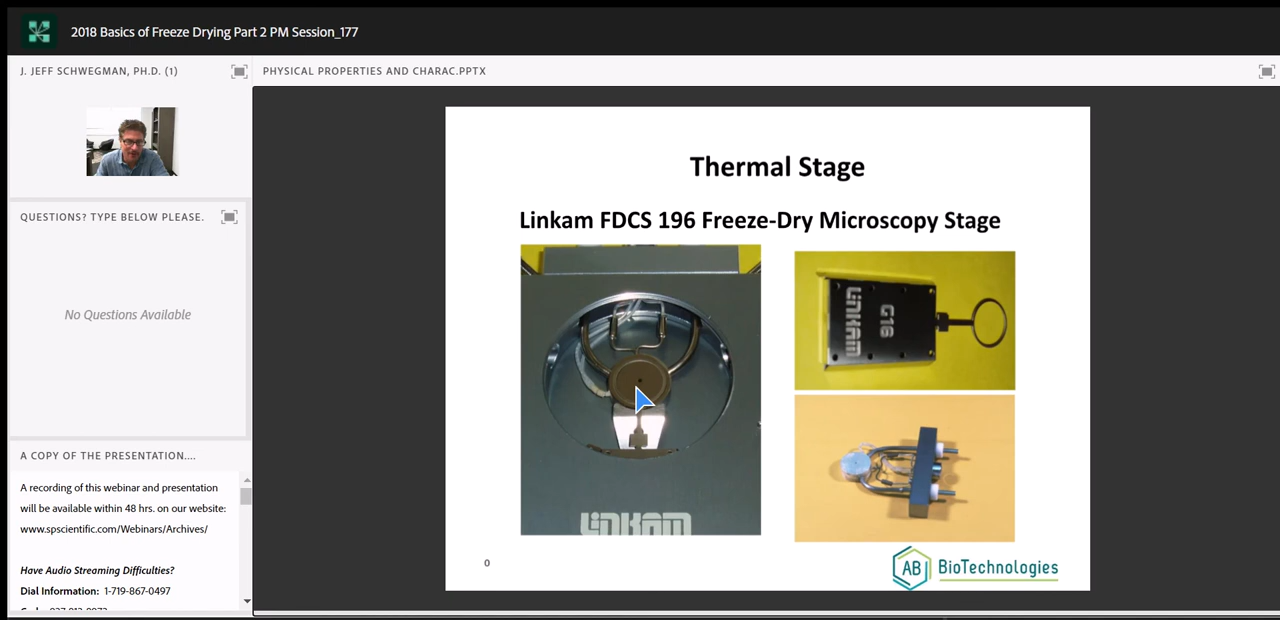 2018 Basics of Freeze Drying Part 2 PM Session_177
J. JEFF SCHWEGMAN, PH.D. (1)
PHYSICAL PROPERTIES AND CHARAC.PPTX
QUESTIONS? TYPE BELOW PLEASE.
No Questions Available
A COPY OF THE PRESENTATION....
A recording of this webinar and presentation
will be available within 48 hrs. on our website:
www.spscientific.com/Webinars/Archives/
Have Audio Streaming Difficulties?
Dial Information: 1-719-867-0497
Thermal Stage
Linkam FDCS 196 Freeze-Dry Microscopy Stage
LINKAM
G16
LINKAM
0
AB BioTechnologies